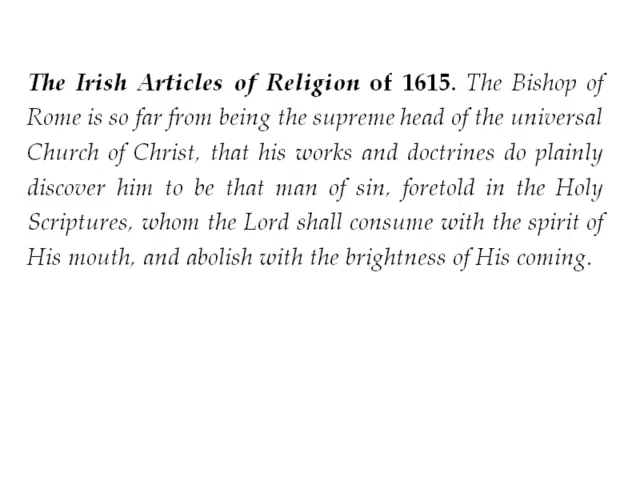 The Irish Articles of Religion of 1615. The Bishop of
Rome is so far from being the supreme head of the universal
Church of Christ, that his works and doctrines do plainly
discover him to be that man of sin, foretold in the Holy
Scriptures, whom the Lord shall consume with the spirit of
His mouth, and abolish with the brightness of His coming.